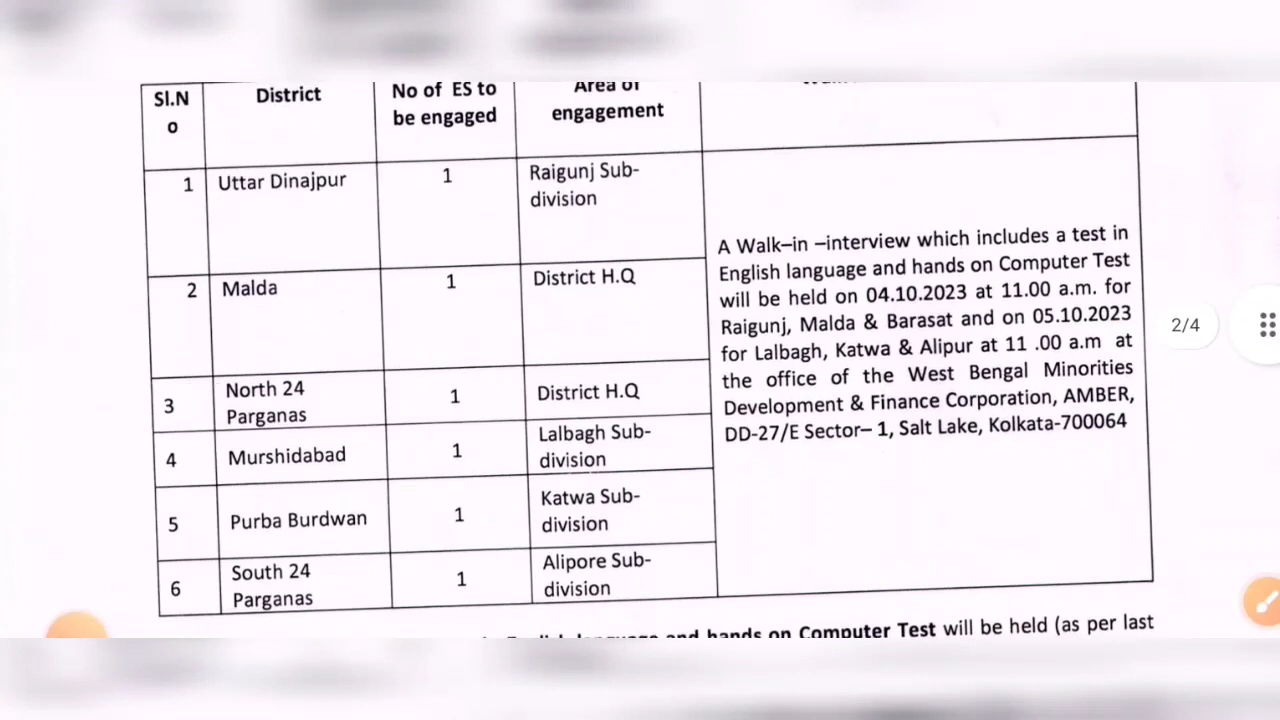 Sl.N
o
District
No of ES to
be engaged
Area of
engagement
1
Uttar Dinajpur
1
Raigunj Sub-
division
2
Malda
1
District H.Q
3
North 24
Parganas
1
District H.Q
4
Murshidabad
1
Lalbagh Sub-
division
5
Purba Burdwan
1
Katwa Sub-
division
6
South 24
Parganas
1
Alipore Sub-
division
A Walk–in –interview which includes a test in
English language and hands on Computer Test
will be held on 04.10.2023 at 11.00 a.m. for
Raigunj, Malda & Barasat and on 05.10.2023
for Lalbagh, Katwa & Alipur at 11 .00 a.m at
the office of the West Bengal Minorities
Development & Finance Corporation, AMBER,
DD-27/E Sector– 1, Salt Lake, Kolkata-700064
2/4
English language and hands on Computer Test will be held (as per last